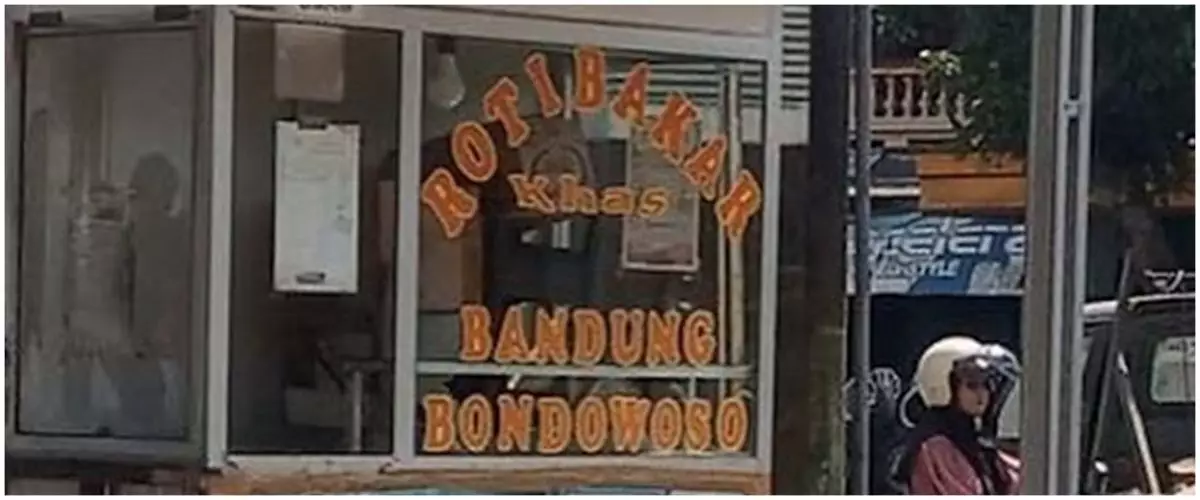 ROTI BAKAR
Khas
BANDUNG
BONDOWOSO